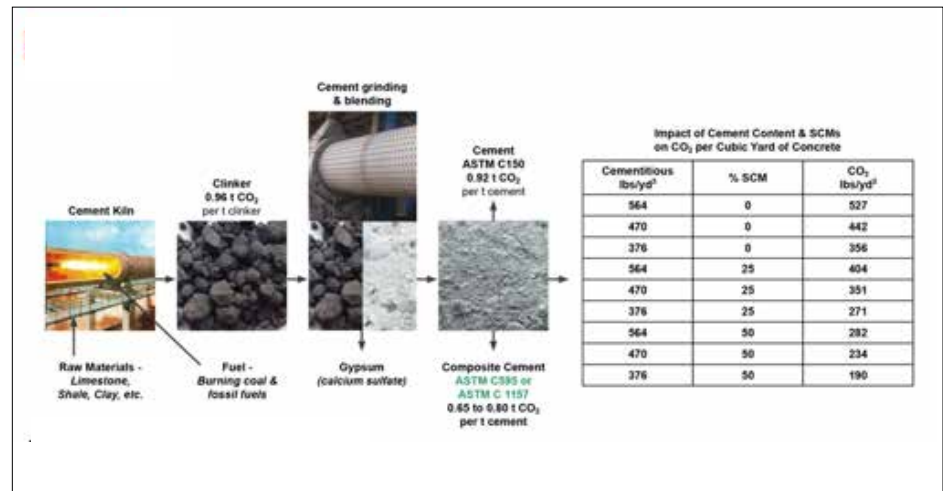 Cement grinding
& blending
Cement Kiln
Clinker
0.96 t CO₂
per t clinker
Cement
ASTM C150
0.92 t CO₂
per t cement
Raw Materials -
Limestone,
Shale, Clay, etc.
Fuel -
Burning coal &
fossil fuels
Gypsum
(calcium sulfate)
Composite Cement
ASTM C595 or
ASTM C 1157
0.65 to 0.80 t CO₂
per t cement
Impact of Cement Content & SCMs
on CO₂ per Cubic Yard of Concrete
Cementitious lbs/yd³ % SCM CO₂ lbs/yd³
564 0 527
470 0 442
376 0 356
564 25 404
470 25 351
376 25 271
564 50 282
470 50 234
376 50 190